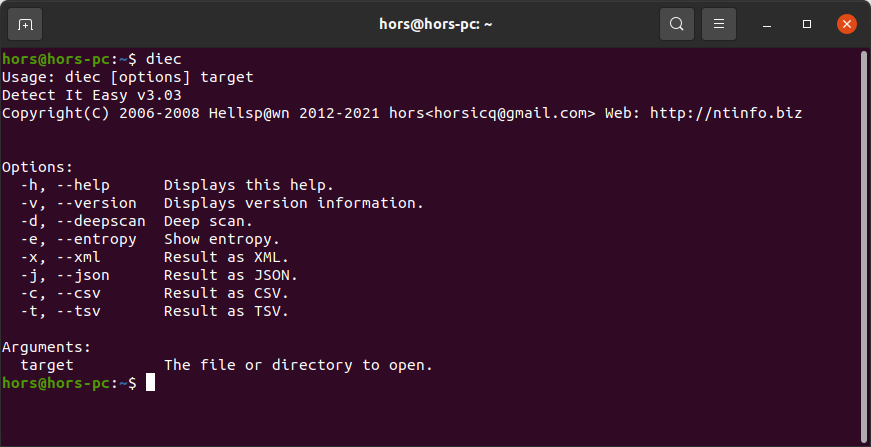 hors@hors-pc: ~
hors@hors-pc:~$ diec
Usage: diec [options] target
Detect It Easy v3.03
Copyright(C) 2006-2008 Hellsp@wn 2012-2021 hors<horsicq@gmail.com> Web: http://ntinfo.biz
Options:
  -h, --help      Displays this help.
  -v, --version   Displays version information.
  -d, --deepscan  Deep scan.
  -e, --entropy   Show entropy.
  -x, --xml       Result as XML.
  -j, --json      Result as JSON.
  -c, --csv       Result as CSV.
  -t, --tsv       Result as TSV.
Arguments:
  target          The file or directory to open.
hors@hors-pc:~$